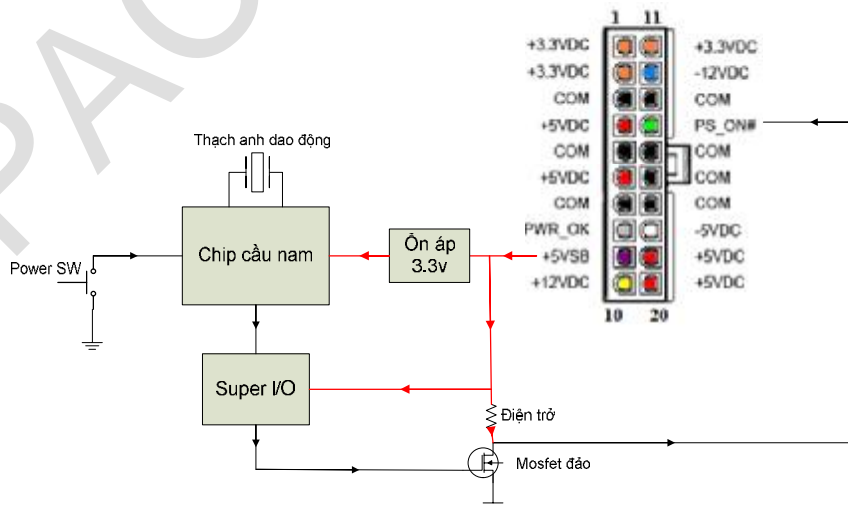 PAC
1 11
+3.3VDC +3.3VDC
+3.3VDC -12VDC
COM COM
+5VDC PS_ON#
COM COM
+5VDC COM
COM COM
PWR_OK -5VDC
+5VSB +5VDC
+12VDC +5VDC
10 20
Thạch anh dao động
Chip cầu nam
Ổn áp
3.3v
Power SW
Super I/O
Điện trở
Mosfet đảo